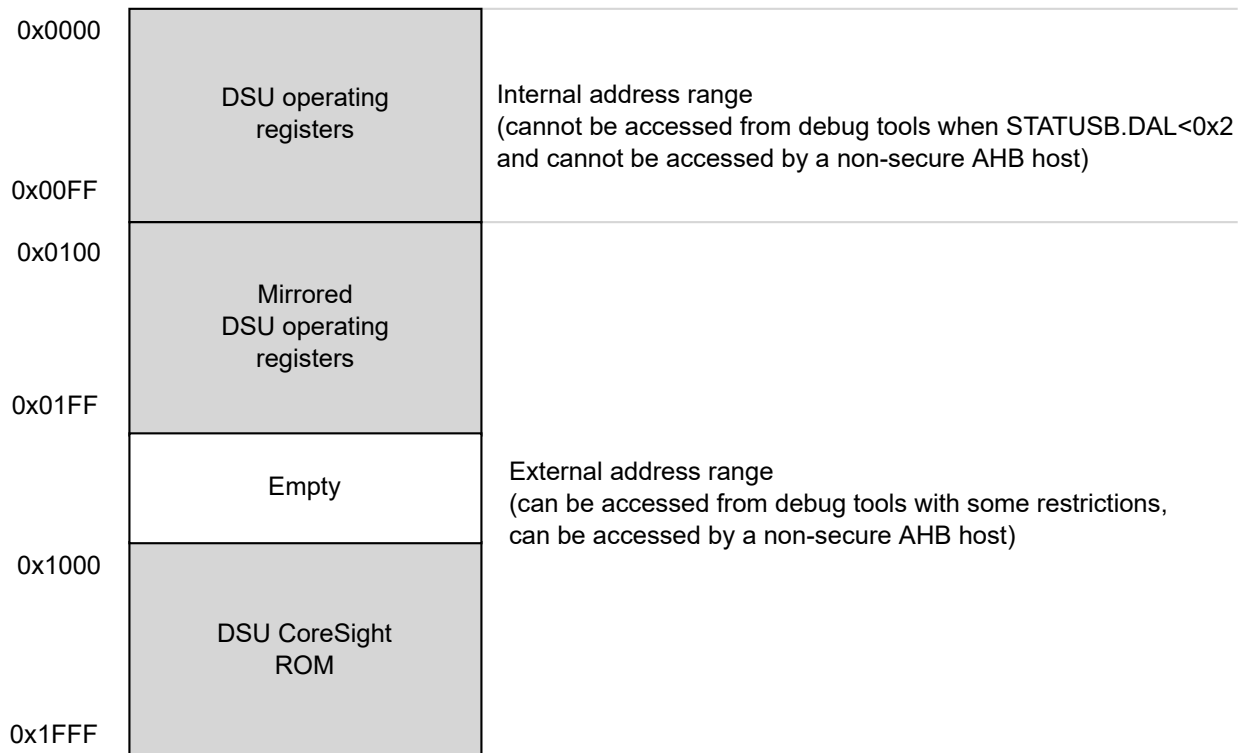 0x0000
DSU operating
registers
Internal address range
(cannot be accessed from debug tools when STATUSB.DAL<0x2
and cannot be accessed by a non-secure AHB host)
0x00FF
0x0100
Mirrored
DSU operating
registers
0x01FF
Empty
External address range
(can be accessed from debug tools with some restrictions,
can be accessed by a non-secure AHB host)
0x1000
DSU CoreSight
ROM
0x1FFF